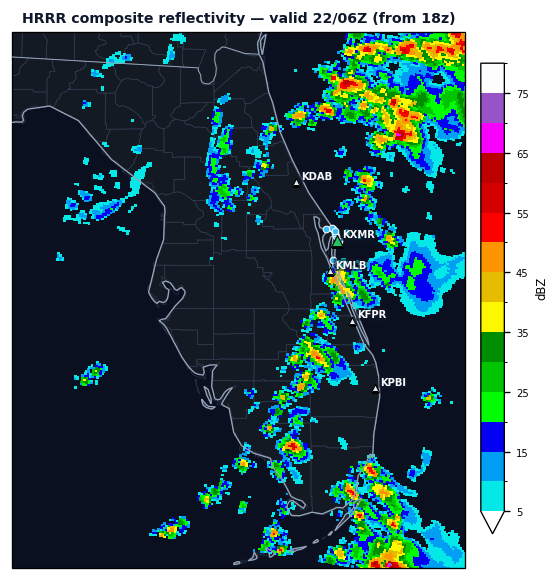 HRRR composite reflectivity — valid 22/06Z (from 18z)
75
65
55
45
35
25
15
5
dBZ
KDAB
KXMR
KMLB
KFPR
KPBI